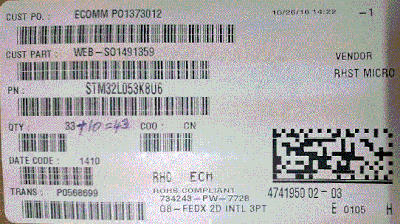 CUST PO. : ECOMM PO1373012 10/26/16 14:22 -1
CUST PART : WEB-SO1491359
VENDOR
RHST MICRO
PN : STM32L053K8U6
QTY 33+10=43 COO : CN
DATE CODE : 1410
RHO ECM
TRANS : P0568699
ROHS COMPLIANT
734243-PW-7728
08-FEDX 2D INTL 3PT
4741950 02-03
E 0105 H